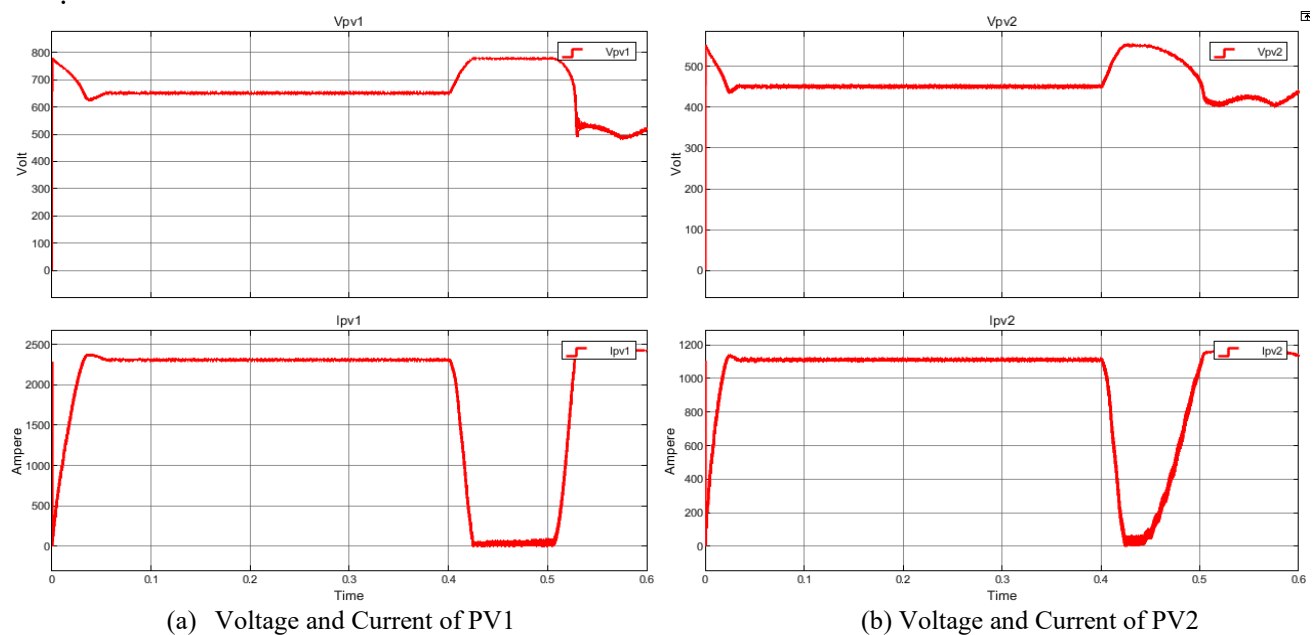 Vpv1
Vpv1
Volt
800
700
600
500
400
300
200
100
0
Ipv1
Ipv1
Ampere
2500
2000
1500
1000
500
0
0 0.1 0.2 0.3 0.4 0.5 0.6
Time
(a) Voltage and Current of PV1
Vpv2
Vpv2
Volt
500
400
300
200
100
0
Ipv2
Ipv2
Ampere
1200
1000
800
600
400
200
0
0 0.1 0.2 0.3 0.4 0.5 0.6
Time
(b) Voltage and Current of PV2